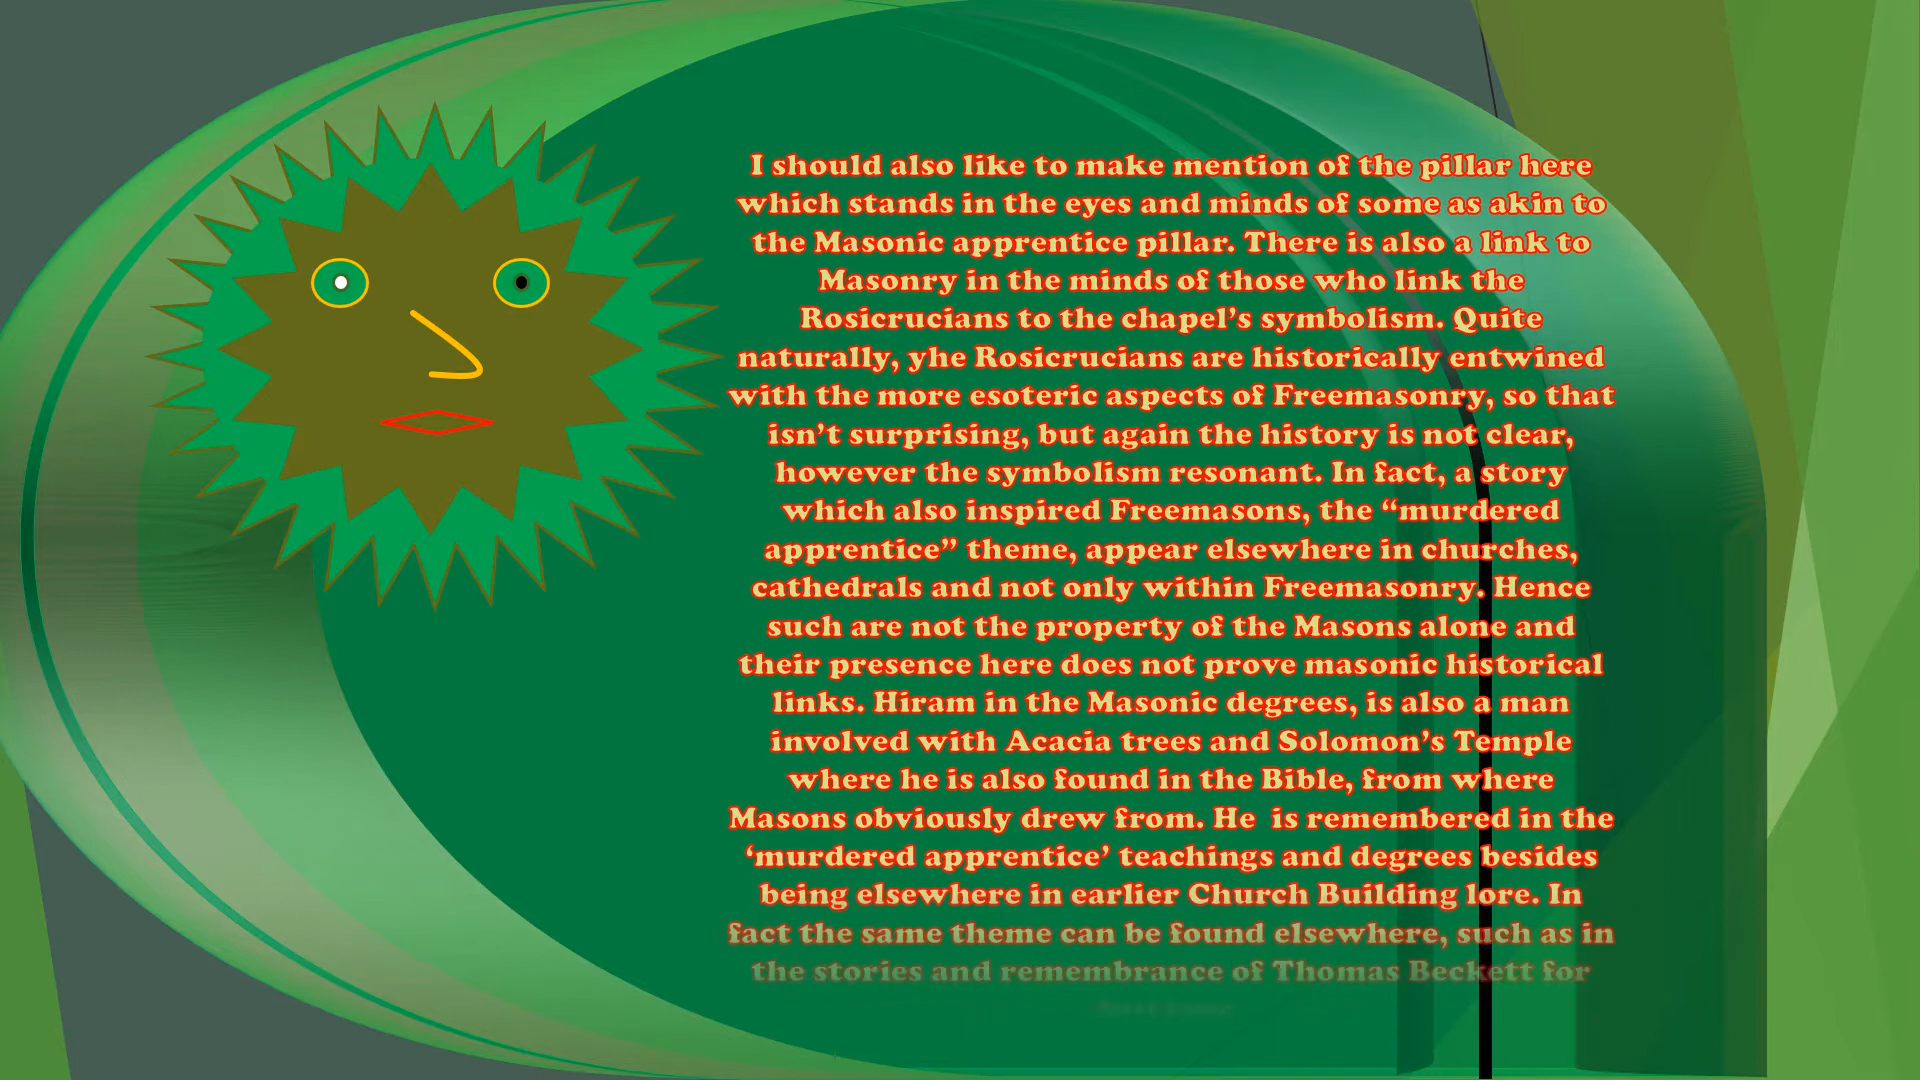 I should also like to make mention of the pillar here
which stands in the eyes and minds of some as akin to
the Masonic apprentice pillar. There is also a link to
Masonry in the minds of those who link the
Rosicrucians to the chapel’s symbolism. Quite
naturally, yhe Rosicrucians are historically entwined
with the more esoteric aspects of Freemasonry, so that
isn’t surprising, but again the history is not clear,
however the symbolism resonant. In fact, a story
which also inspired Freemasons, the “murdered
apprentice” theme, appear elsewhere in churches,
cathedrals and not only within Freemasonry. Hence
such are not the property of the Masons alone and
their presence here does not prove masonic historical
links. Hiram in the Masonic degrees, is also a man
involved with Acacia trees and Solomon’s Temple
where he is also found in the Bible, from where
Masons obviously drew from. He  is remembered in the
‘murdered apprentice’ teachings and degrees besides
being elsewhere in earlier Church Building lore. In
fact the same theme can be found elsewhere, such as in
the stories and remembrance of Thomas Beckett for